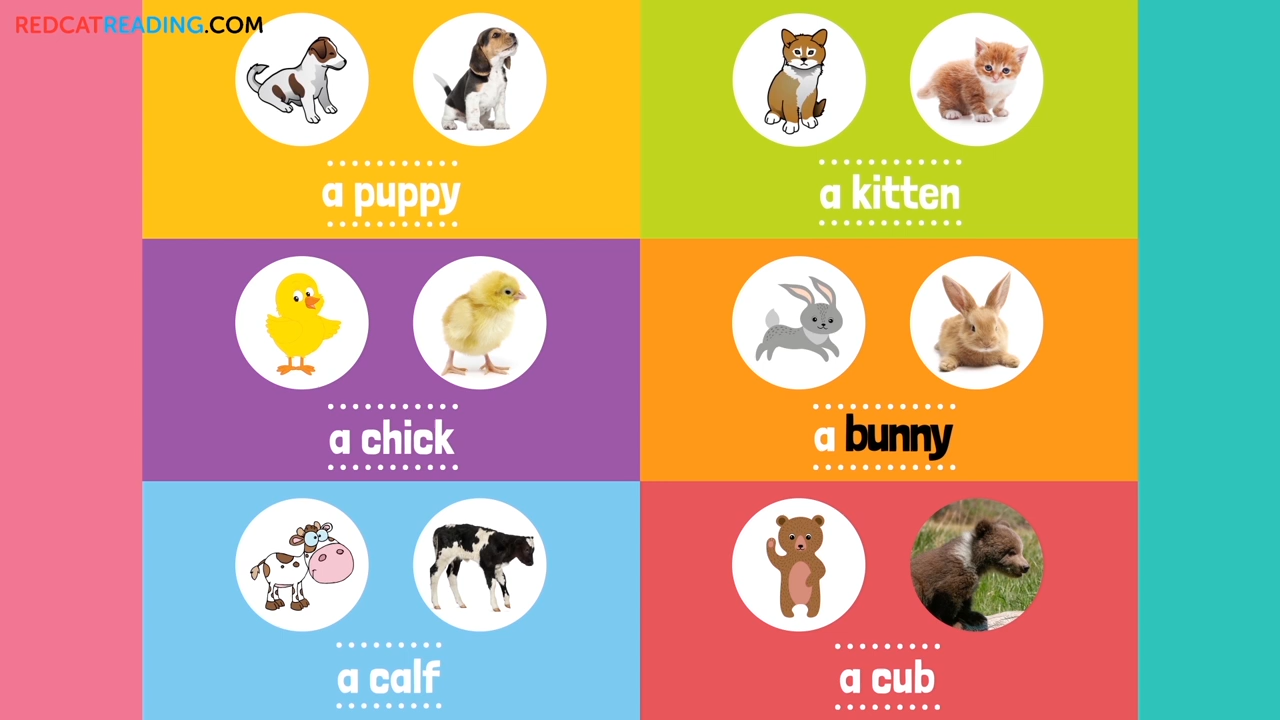 REDCATREADING.COM
a puppy
a kitten
a chick
a bunny
a calf
a cub